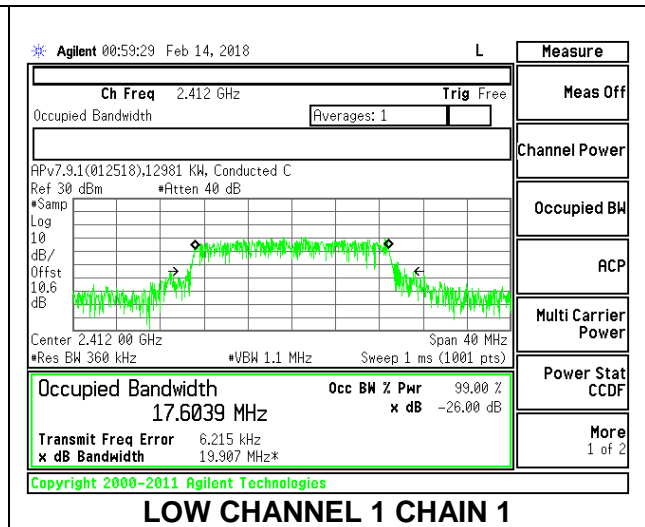 Agilent 00:59:29 Feb 14, 2018 L
Measure
Ch Freq 2.412 GHz Trig Free
Occupied Bandwidth Averages: 1
Meas Off
Channel Power
Occupied BW
ACP
Multi Carrier
Power
Power Stat
CCDF
More
1 of 2
APv7.9.1(012518),12981 KW, Conducted C
Ref 30 dBm #Atten 40 dB
#Samp
Log
10
dB/
Offst
10.6
dB
Center 2.412 00 GHz Span 40 MHz
#Res BW 360 kHz #VBW 1.1 MHz Sweep 1 ms (1001 pts)
Occupied Bandwidth Occ BW % Pwr 99.00 %
17.6039 MHz x dB -26.00 dB
Transmit Freq Error 6.215 kHz
x dB Bandwidth 19.907 MHz*
Copyright 2000-2011 Agilent Technologies
LOW CHANNEL 1 CHAIN 1